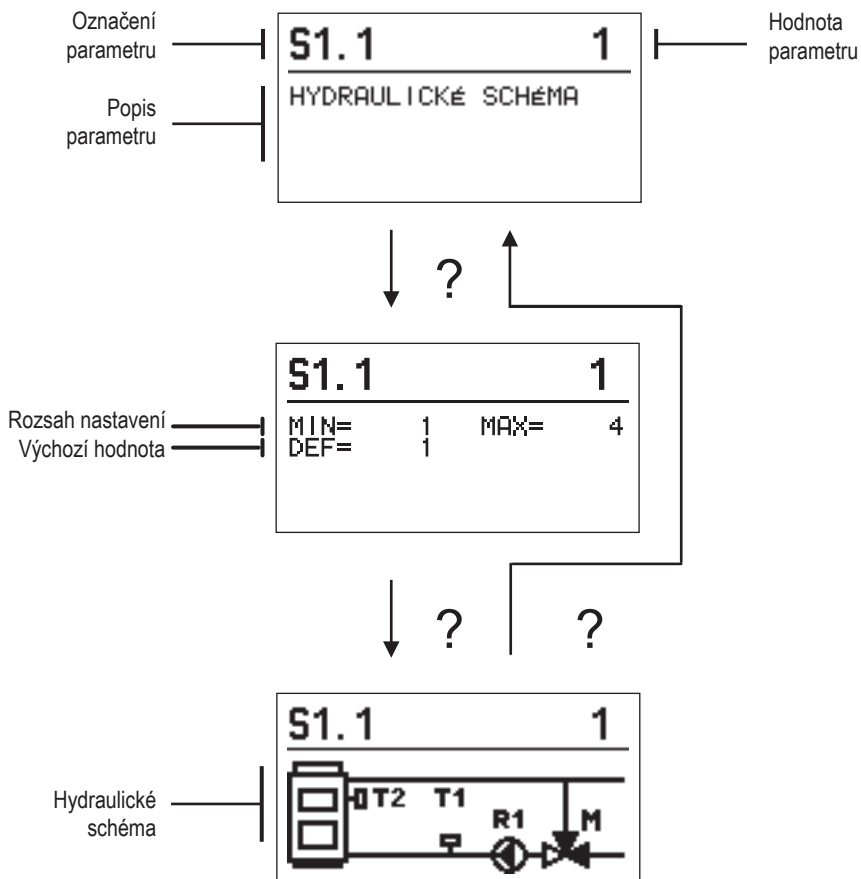 Označení
parametru
S1.1 1
Hodnota
parametru
Popis
parametru
HYDRAULICKÉ SCHÉMA
?
S1.1 1
Rozsah nastavení
Výchozí hodnota
MIN= 1 MAX= 4
DEF= 1
? ?
S1.1 1
Hydraulické
schéma
T2 T1
R1 M